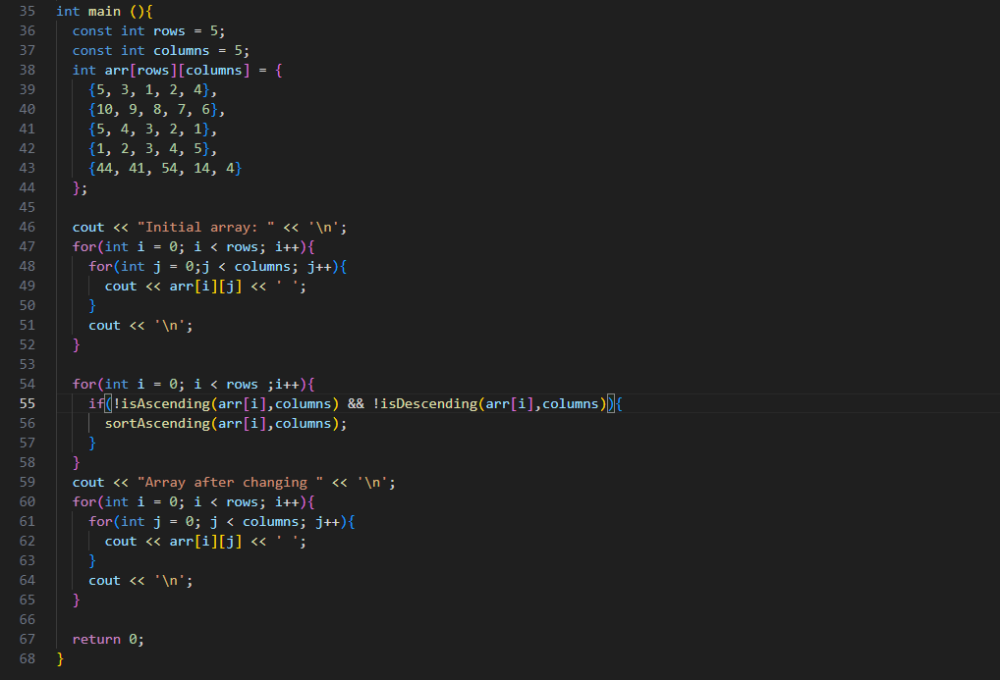 35 int main (){
36   const int rows = 5;
37   const int columns = 5;
38   int arr[rows][columns] = {
39     {5, 3, 1, 2, 4},
40     {10, 9, 8, 7, 6},
41     {5, 4, 3, 2, 1},
42     {1, 2, 3, 4, 5},
43     {44, 41, 54, 14, 4}
44   };
45
46   cout << "Initial array: " << '\n';
47   for(int i = 0; i < rows; i++){
48     for(int j = 0;j < columns; j++){
49       cout << arr[i][j] << ' ';
50     }
51     cout << '\n';
52   }
53
54   for(int i = 0; i < rows ;i++){
55     if(!isAscending(arr[i],columns) && !isDescending(arr[i],columns)){
56       sortAscending(arr[i],columns);
57     }
58   }
59   cout << "Array after changing " << '\n';
60   for(int i = 0; i < rows; i++){
61     for(int j = 0; j < columns; j++){
62       cout << arr[i][j] << ' ';
63     }
64     cout << '\n';
65   }
66
67   return 0;
68 }